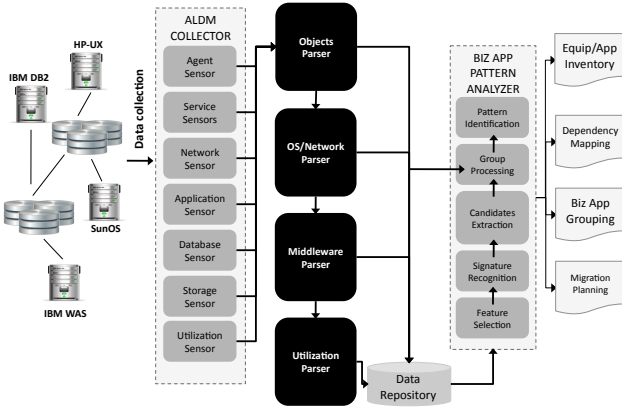 HP-UX
IBM DB2
SunOS
IBM WAS
Data collection
ALDM
COLLECTOR
Agent
Sensor
Service
Sensors
Network
Sensor
Application
Sensor
Database
Sensor
Storage
Sensor
Utilization
Sensor
Objects
Parser
OS/Network
Parser
Middleware
Parser
Utilization
Parser
Data
Repository
BIZ APP
PATTERN
ANALYZER
Pattern
Identification
Group
Processing
Candidates
Extraction
Signature
Recognition
Feature
Selection
Equip/App
Inventory
Dependency
Mapping
Biz App
Grouping
Migration
Planning